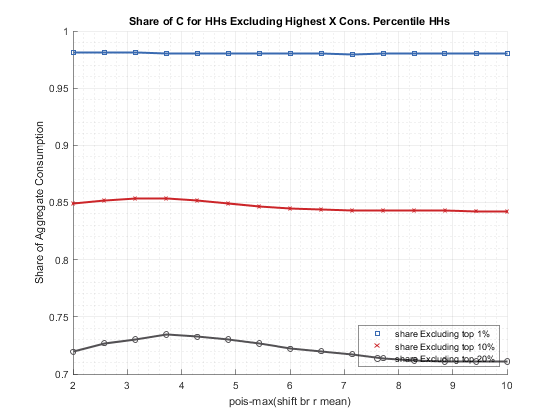 Share of C for HHs Excluding Highest X Cons. Percentile HHs
1
0.95
0.9
0.85
0.8
0.75
0.7
Share of Aggregate Consumption
share Excluding top 1%
share Excluding top 10%
share Excluding top 20%
2 3 4 5 6 7 8 9 10
pois-max(shift br r mean)